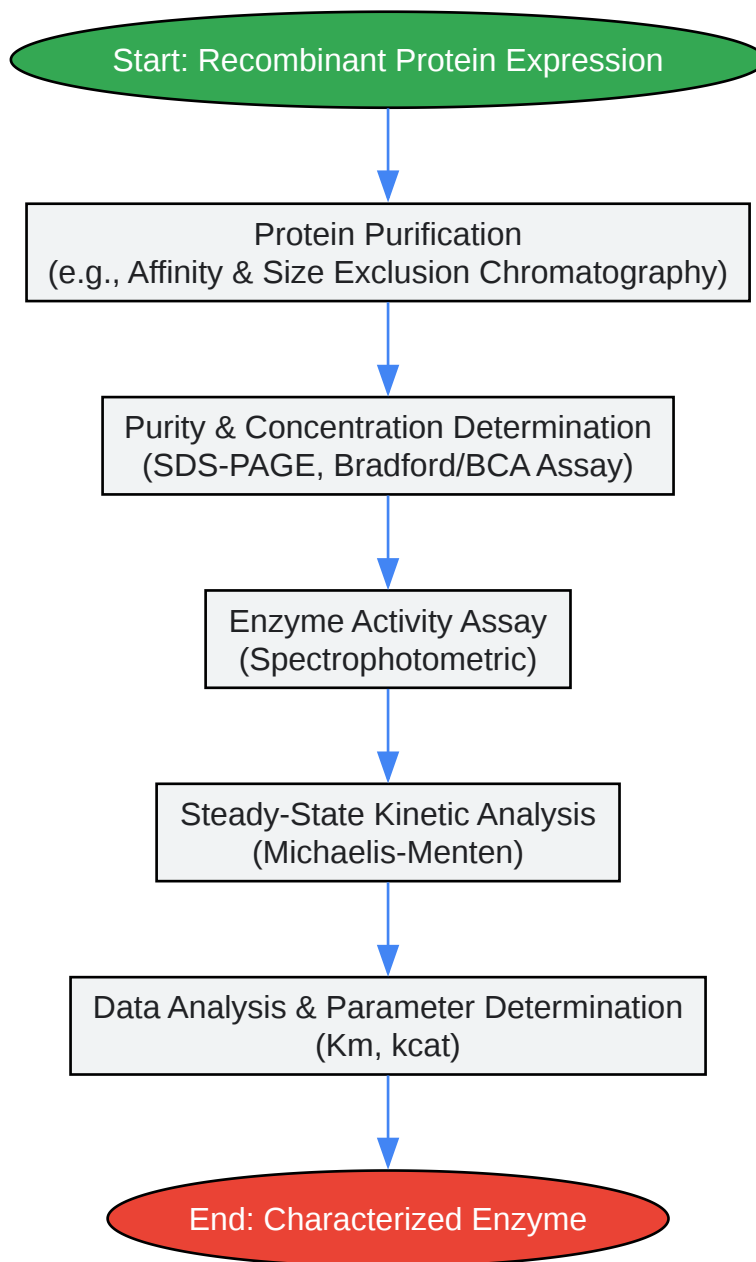 Start: Recombinant Protein Expression
Protein Purification
(e.g., Affinity & Size Exclusion Chromatography)
Purity & Concentration Determination
(SDS-PAGE, Bradford/BCA Assay)
Enzyme Activity Assay
(Spectrophotometric)
Steady-State Kinetic Analysis
(Michaelis-Menten)
Data Analysis & Parameter Determination
(Km, kcat)
End: Characterized Enzyme